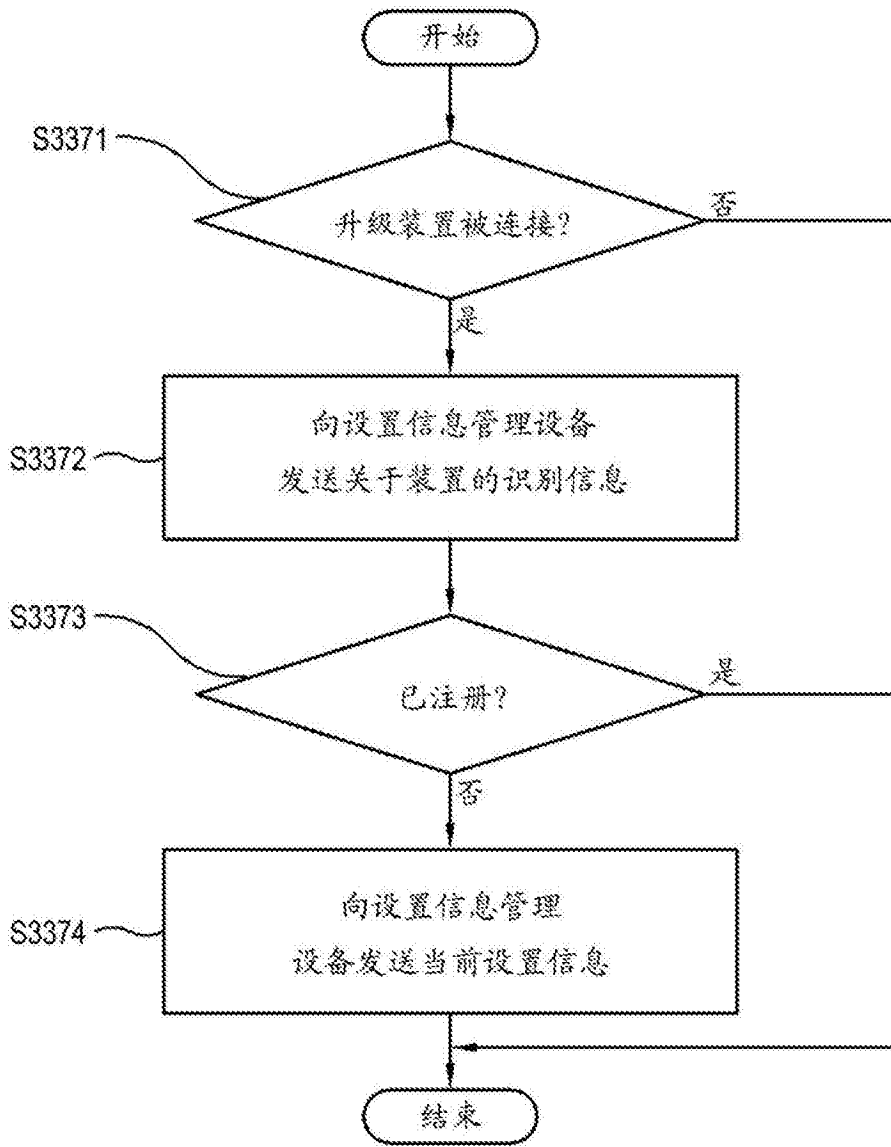 开始
S3371
升级装置被连接?
否
是
S3372
向设置信息管理设备
发送关于装置的识别信息
S3373
已注册?
是
否
S3374
向设置信息管理
设备发送当前设置信息
结束